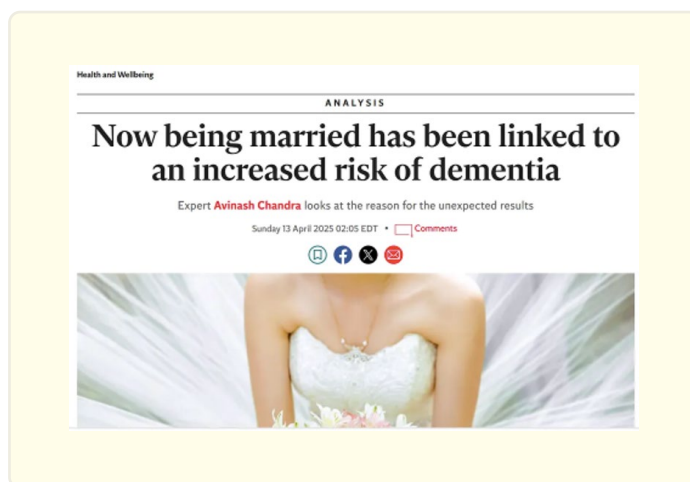 Health and Wellbeing
ANALYSIS
Now being married has been linked to
an increased risk of dementia
Expert Avinash Chandra looks at the reason for the unexpected results
Sunday 13 April 2025 02:05 EDT • Comments